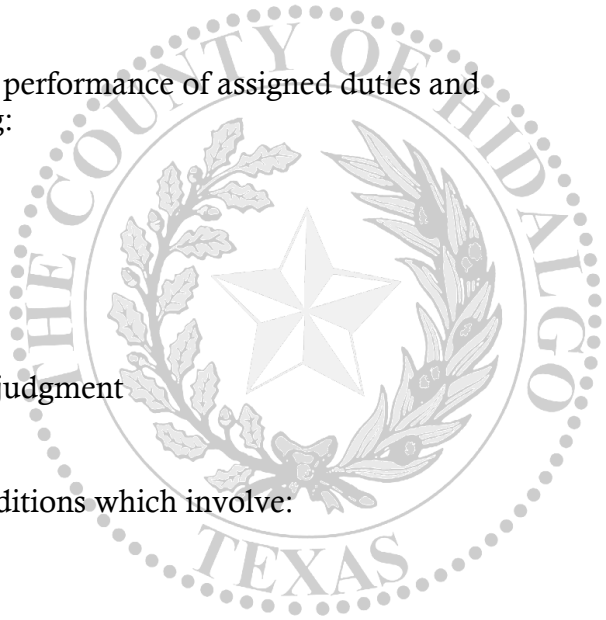 performance of assigned duties and
g:
judgment
ditions which involve:
THE COUNTY OF HIDALGO
TEXAS